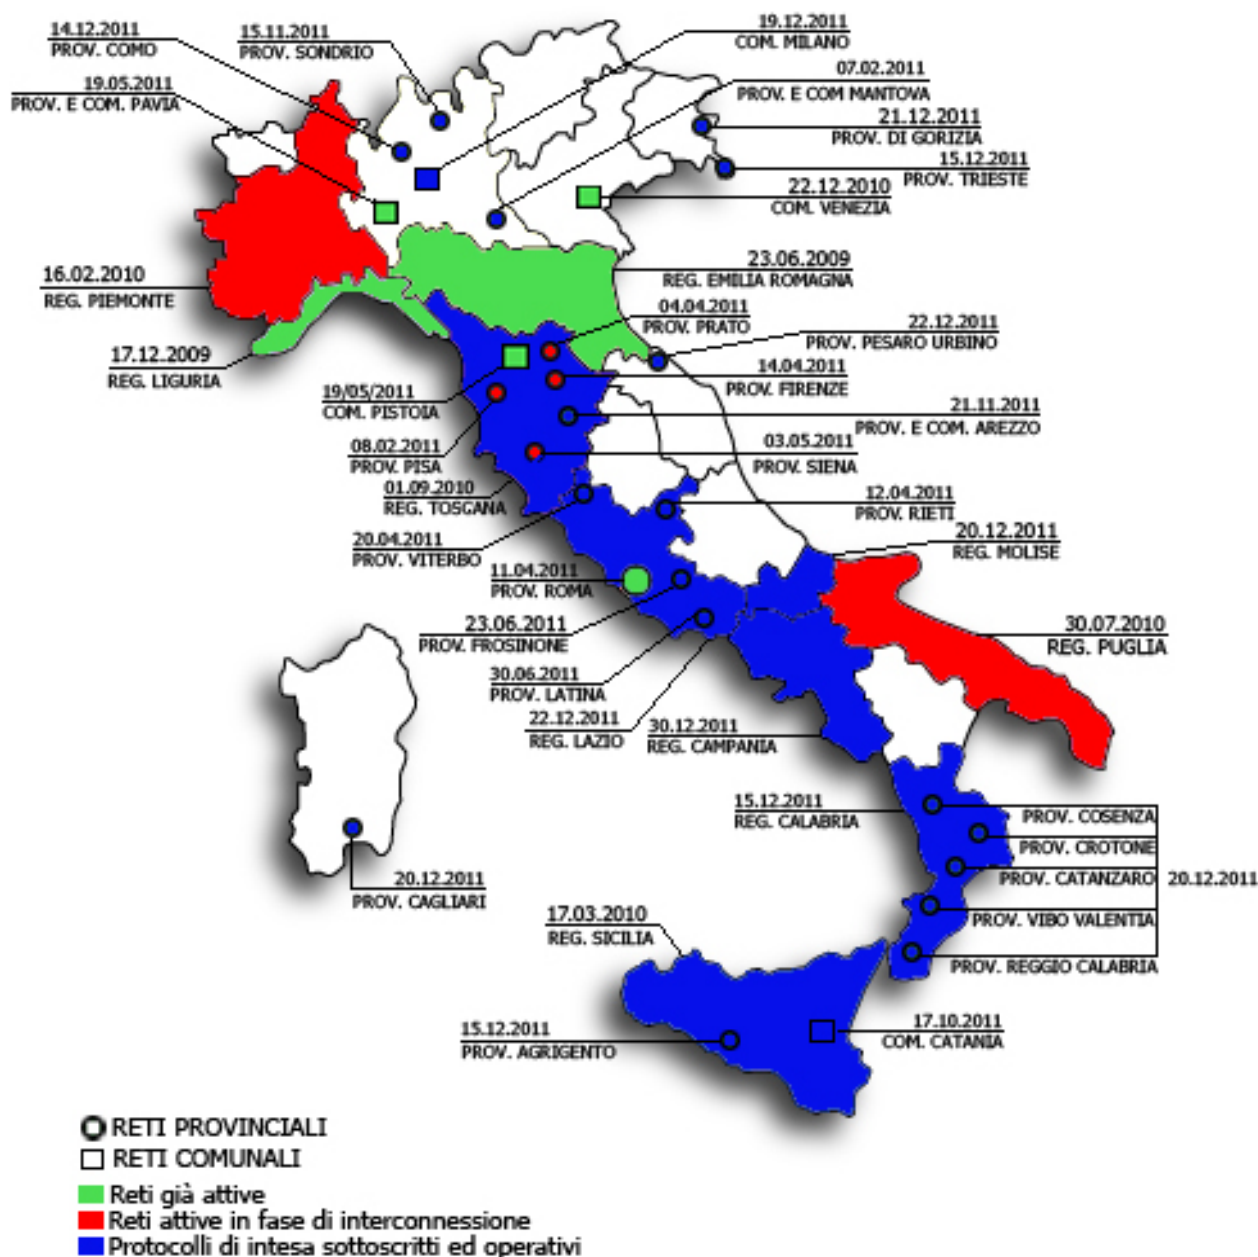 14.12.2011
PROV. COMO
15.11.2011
PROV. SONDRIO
19.12.2011
COM. MILANO
19.05.2011
PROV. E COM. PAVIA
07.02.2011
PROV. E COM MANTOVA
21.12.2011
PROV. DI GORIZIA
15.12.2011
PROV. TRIESTE
22.12.2010
COM. VENEZIA
16.02.2010
REG. PIEMONTE
23.06.2009
REG. EMILIA ROMAGNA
04.04.2011
PROV. PRATO
22.12.2011
PROV. PESARO URBINO
17.12.2009
REG. LIGURIA
14.04.2011
PROV. FIRENZE
19/05/2011
COM. PISTOIA
21.11.2011
PROV. E COM. AREZZO
08.02.2011
PROV. PISA
03.05.2011
PROV. SIENA
01.09.2010
REG. TOSCANA
12.04.2011
PROV. RIETI
20.04.2011
PROV. VITERBO
20.12.2011
REG. MOLISE
11.04.2011
PROV. ROMA
23.06.2011
PROV. FROSINONE
30.07.2010
REG. PUGLIA
30.06.2011
PROV. LATINA
22.12.2011
REG. LAZIO
30.12.2011
REG. CAMPANIA
15.12.2011
REG. CALABRIA
PROV. COSENZA
PROV. CROTONE
PROV. CATANZARO
20.12.2011
PROV. VIBO VALENTIA
PROV. REGGIO CALABRIA
20.12.2011
PROV. CAGLIARI
17.03.2010
REG. SICILIA
15.12.2011
PROV. AGRIGENTO
17.10.2011
COM. CATANIA
RETI PROVINCIALI
RETI COMUNALI
Reti già attive
Reti attive in fase di interconnessione
Protocolli di intesa sottoscritti ed operativi